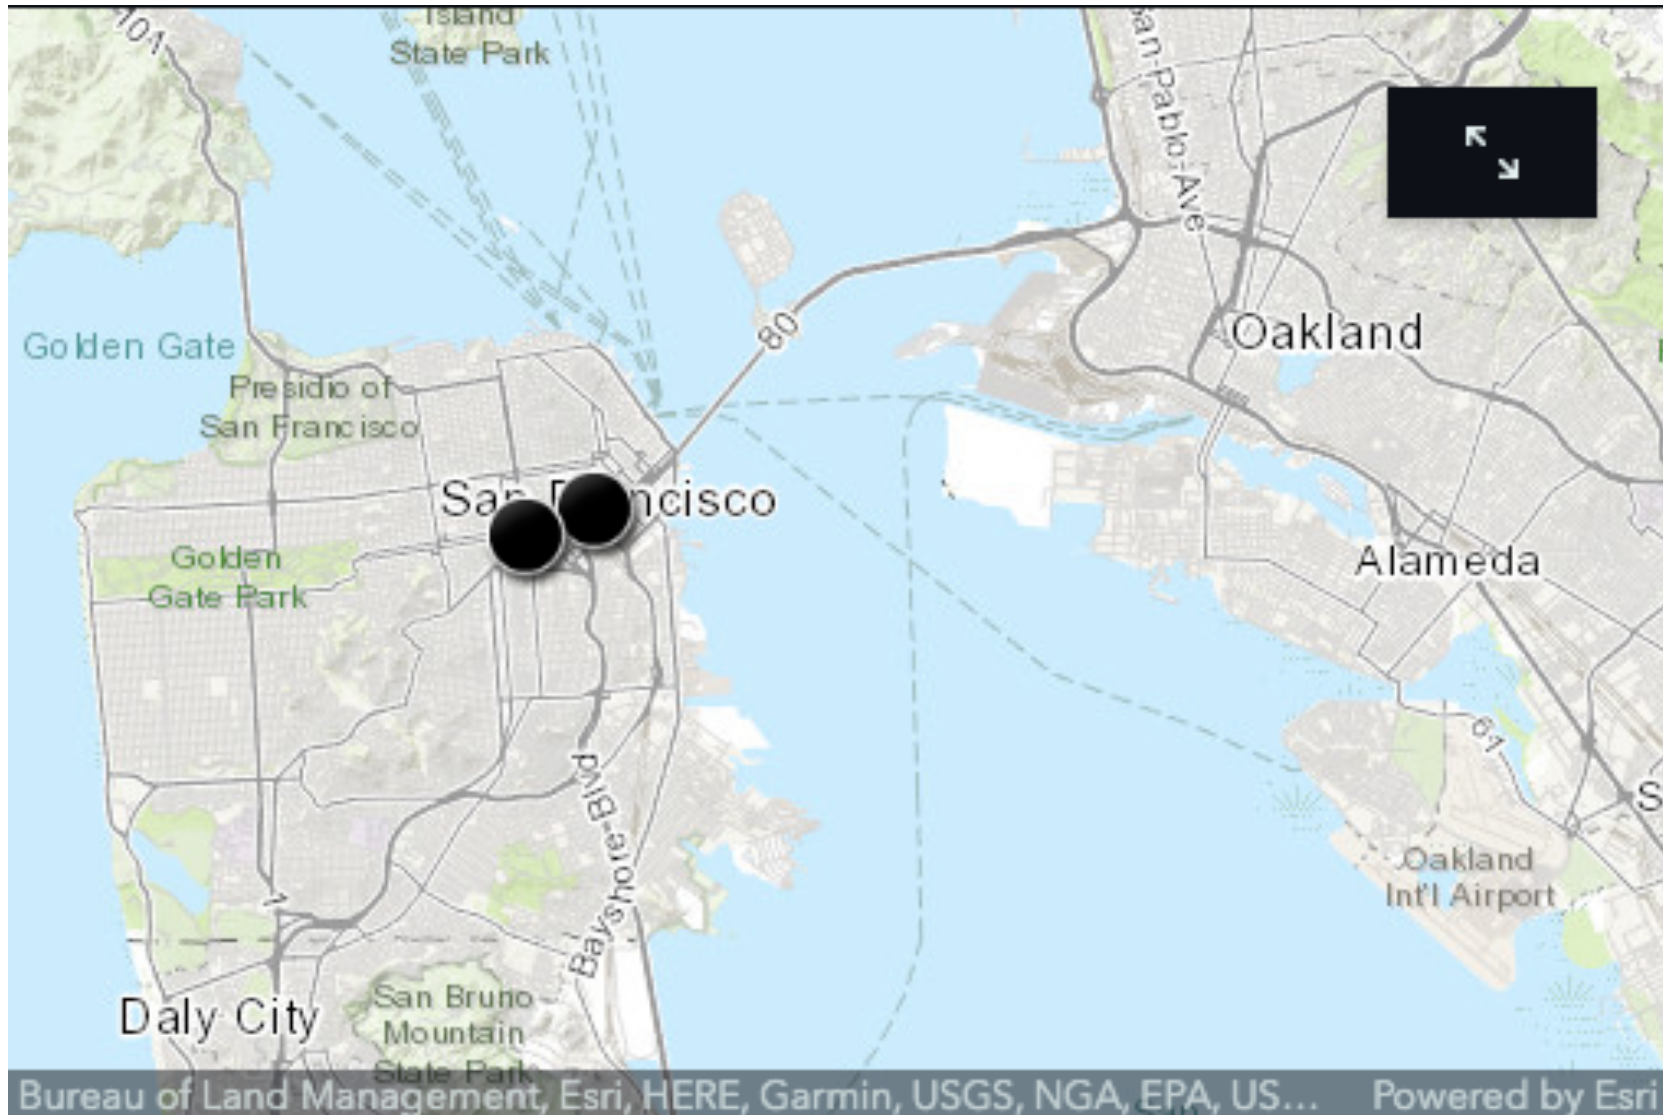 101
Island
State Park
San-Pablo-Ave
80
Oakland
Golden Gate
Presidio of
San Francisco
Golden
Gate Park
Alameda
61
Bayshore-Blvd
S
Oakland
Int'l Airport
1
Daly City
San Bruno
Mountain
State Park
San
Bureau of Land Management, Esri, HERE, Garmin, USGS, NGA, EPA, US... Powered by Esri